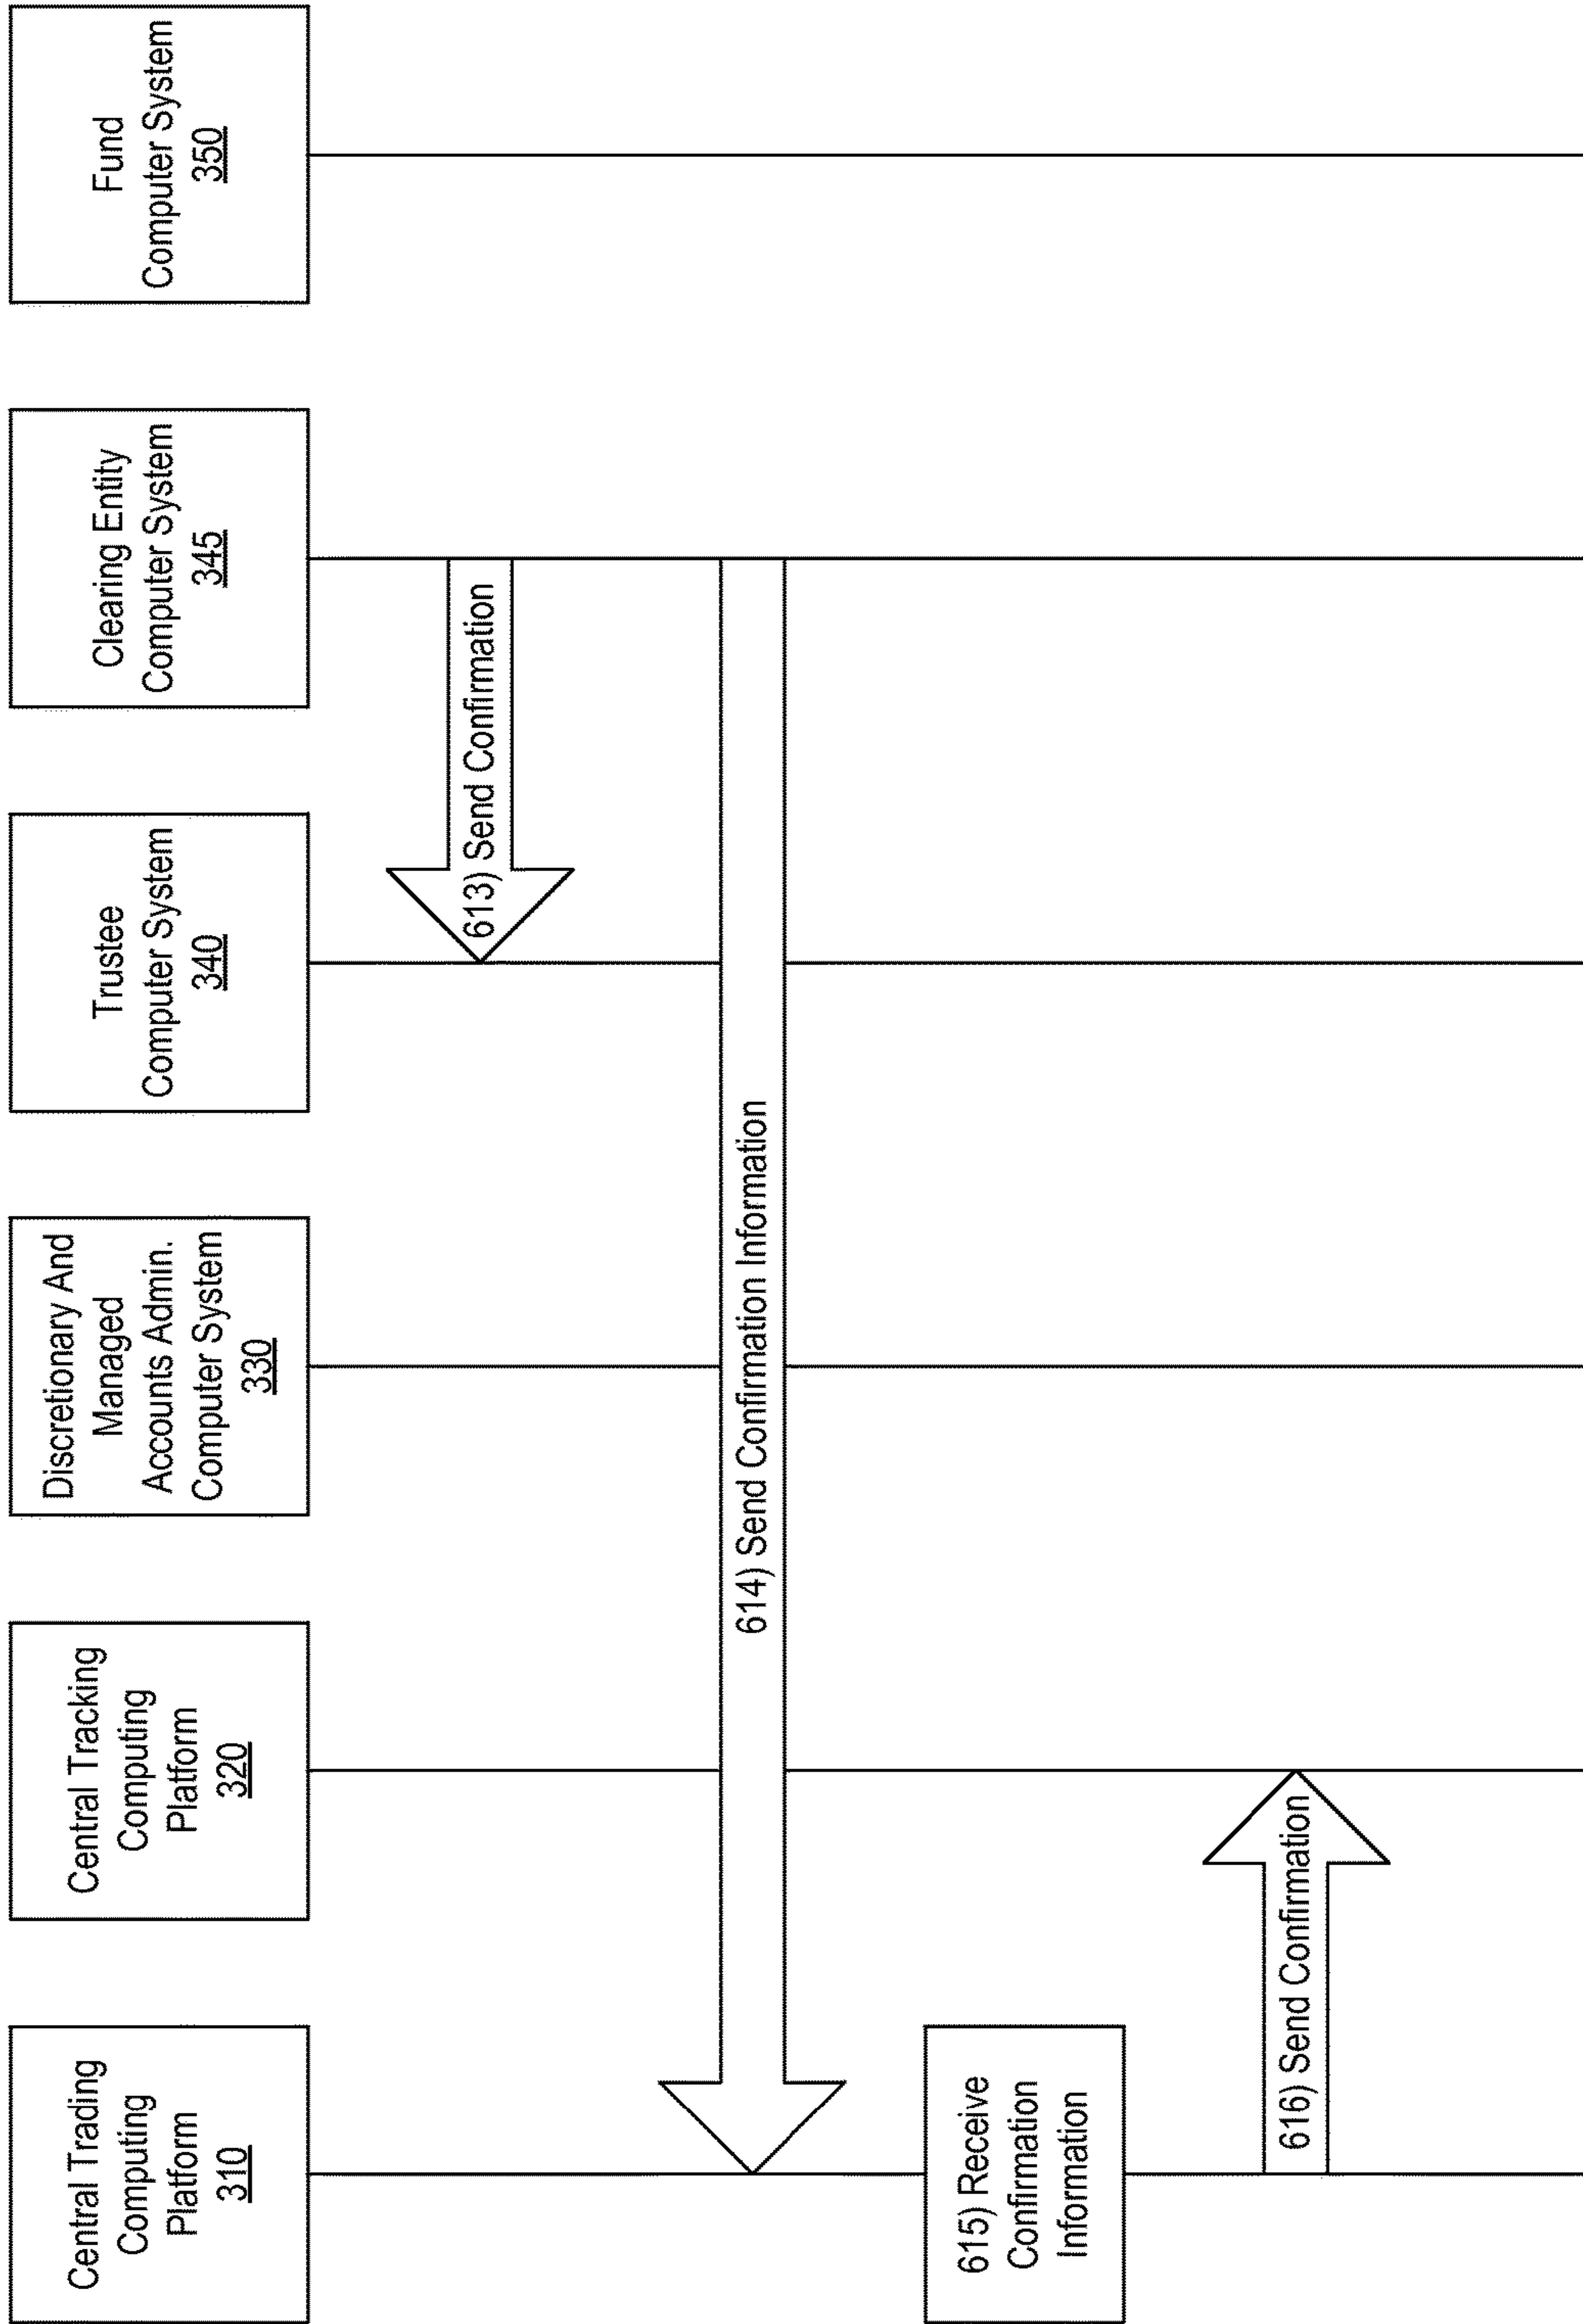 Central Trading
Computing
Platform
310
Central Tracking
Computing
Platform
320
Discretionary And
Managed
Accounts Admin.
Computer System
330
Trustee
Computer System
340
Clearing Entity
Computer System
345
Fund
Computer System
350
613) Send Confirmation
614) Send Confirmation Information
615) Receive
Confirmation
Information
616) Send Confirmation